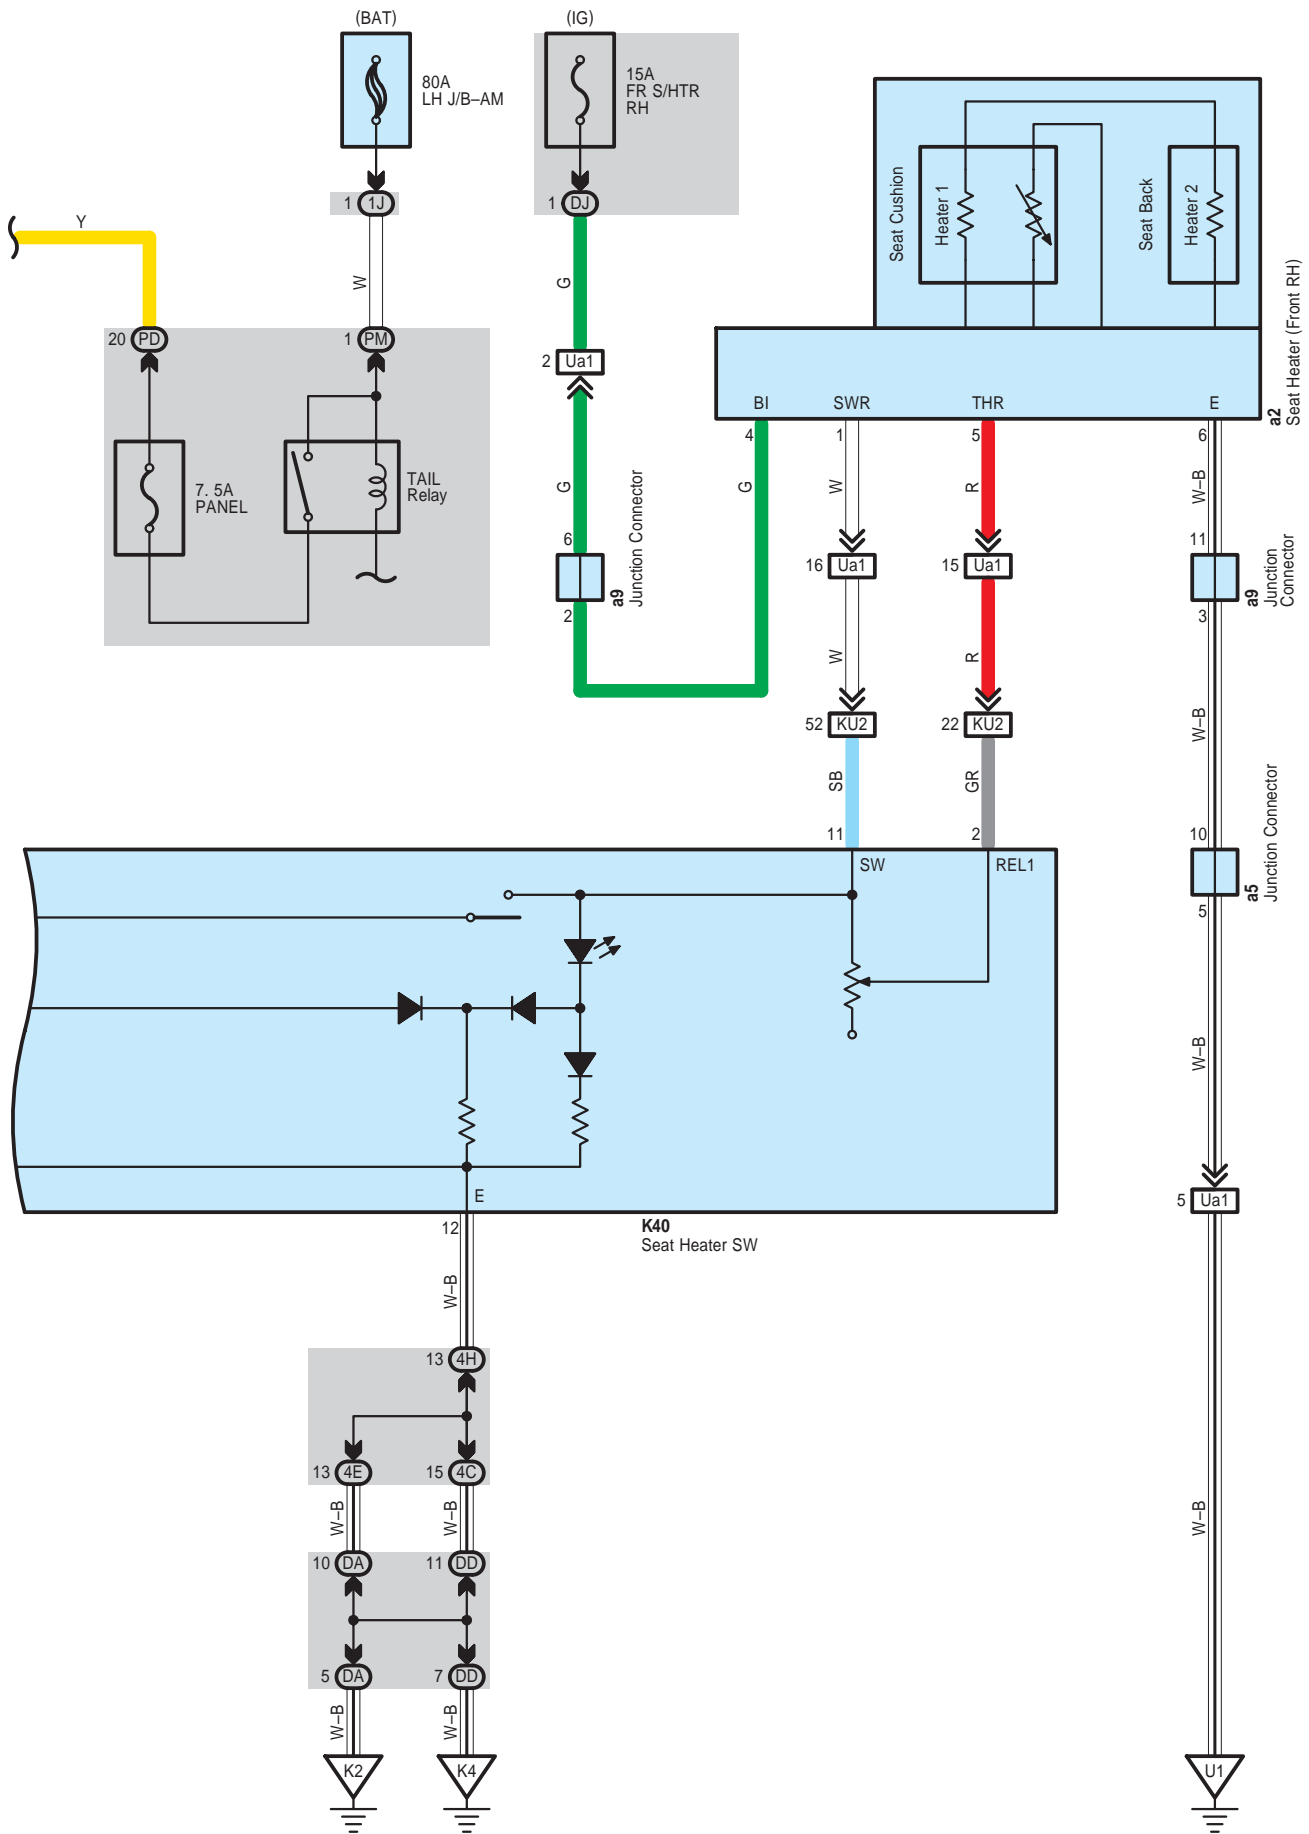 (BAT)
(IG)
80A
LH J/B–AM
15A
FR S/HTR
RH
1 1J
1 DJ
Seat Cushion
Heater 1
Seat Back
Heater 2
Y
W
G
20 PD
1 PM
2 Ua1
a2
Seat Heater (Front RH)
BI
SWR
THR
E
4
1
5
6
7. 5A
PANEL
TAIL
Relay
G
G
W
R
W–B
6
a9
Junction Connector
2
16 Ua1
15 Ua1
11
a9
Junction
Connector
3
W
R
W–B
52 KU2
22 KU2
SB
GR
11
2
10
a5
Junction Connector
5
SW
REL1
W–B
E
12
K40
Seat Heater SW
5 Ua1
W–B
13 4H
13 4E
15 4C
W–B
W–B
W–B
10 DA
11 DD
5 DA
7 DD
W–B
W–B
K2
K4
U1